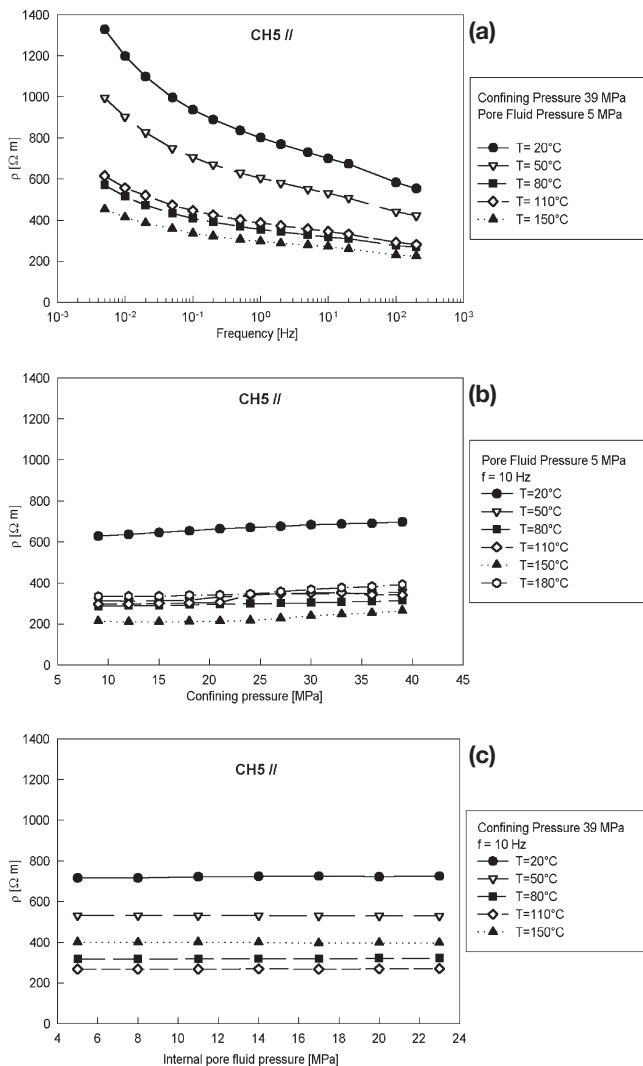 (a)
CH5 //
1400
1200
1000
800
600
400
200
0
ρ [Ω m]
10⁻³ 10⁻² 10⁻¹ 10⁰ 10¹ 10² 10³
Frequency [Hz]
Confining Pressure 39 MPa
Pore Fluid Pressure 5 MPa
T= 20°C
T= 50°C
T= 80°C
T= 110°C
T= 150°C
(b)
CH5 //
1400
1200
1000
800
600
400
200
0
ρ [Ω m]
5 10 15 20 25 30 35 40 45
Confining pressure [MPa]
Pore Fluid Pressure 5 MPa
f = 10 Hz
T=20°C
T=50°C
T=80°C
T=110°C
T=150°C
T=180°C
(c)
CH5 //
1400
1200
1000
800
600
400
200
0
ρ [Ω m]
4 6 8 10 12 14 16 18 20 22 24
Internal pore fluid pressure [MPa]
Confining Pressure 39 MPa
f = 10 Hz
T=20°C
T=50°C
T=80°C
T=110°C
T=150°C